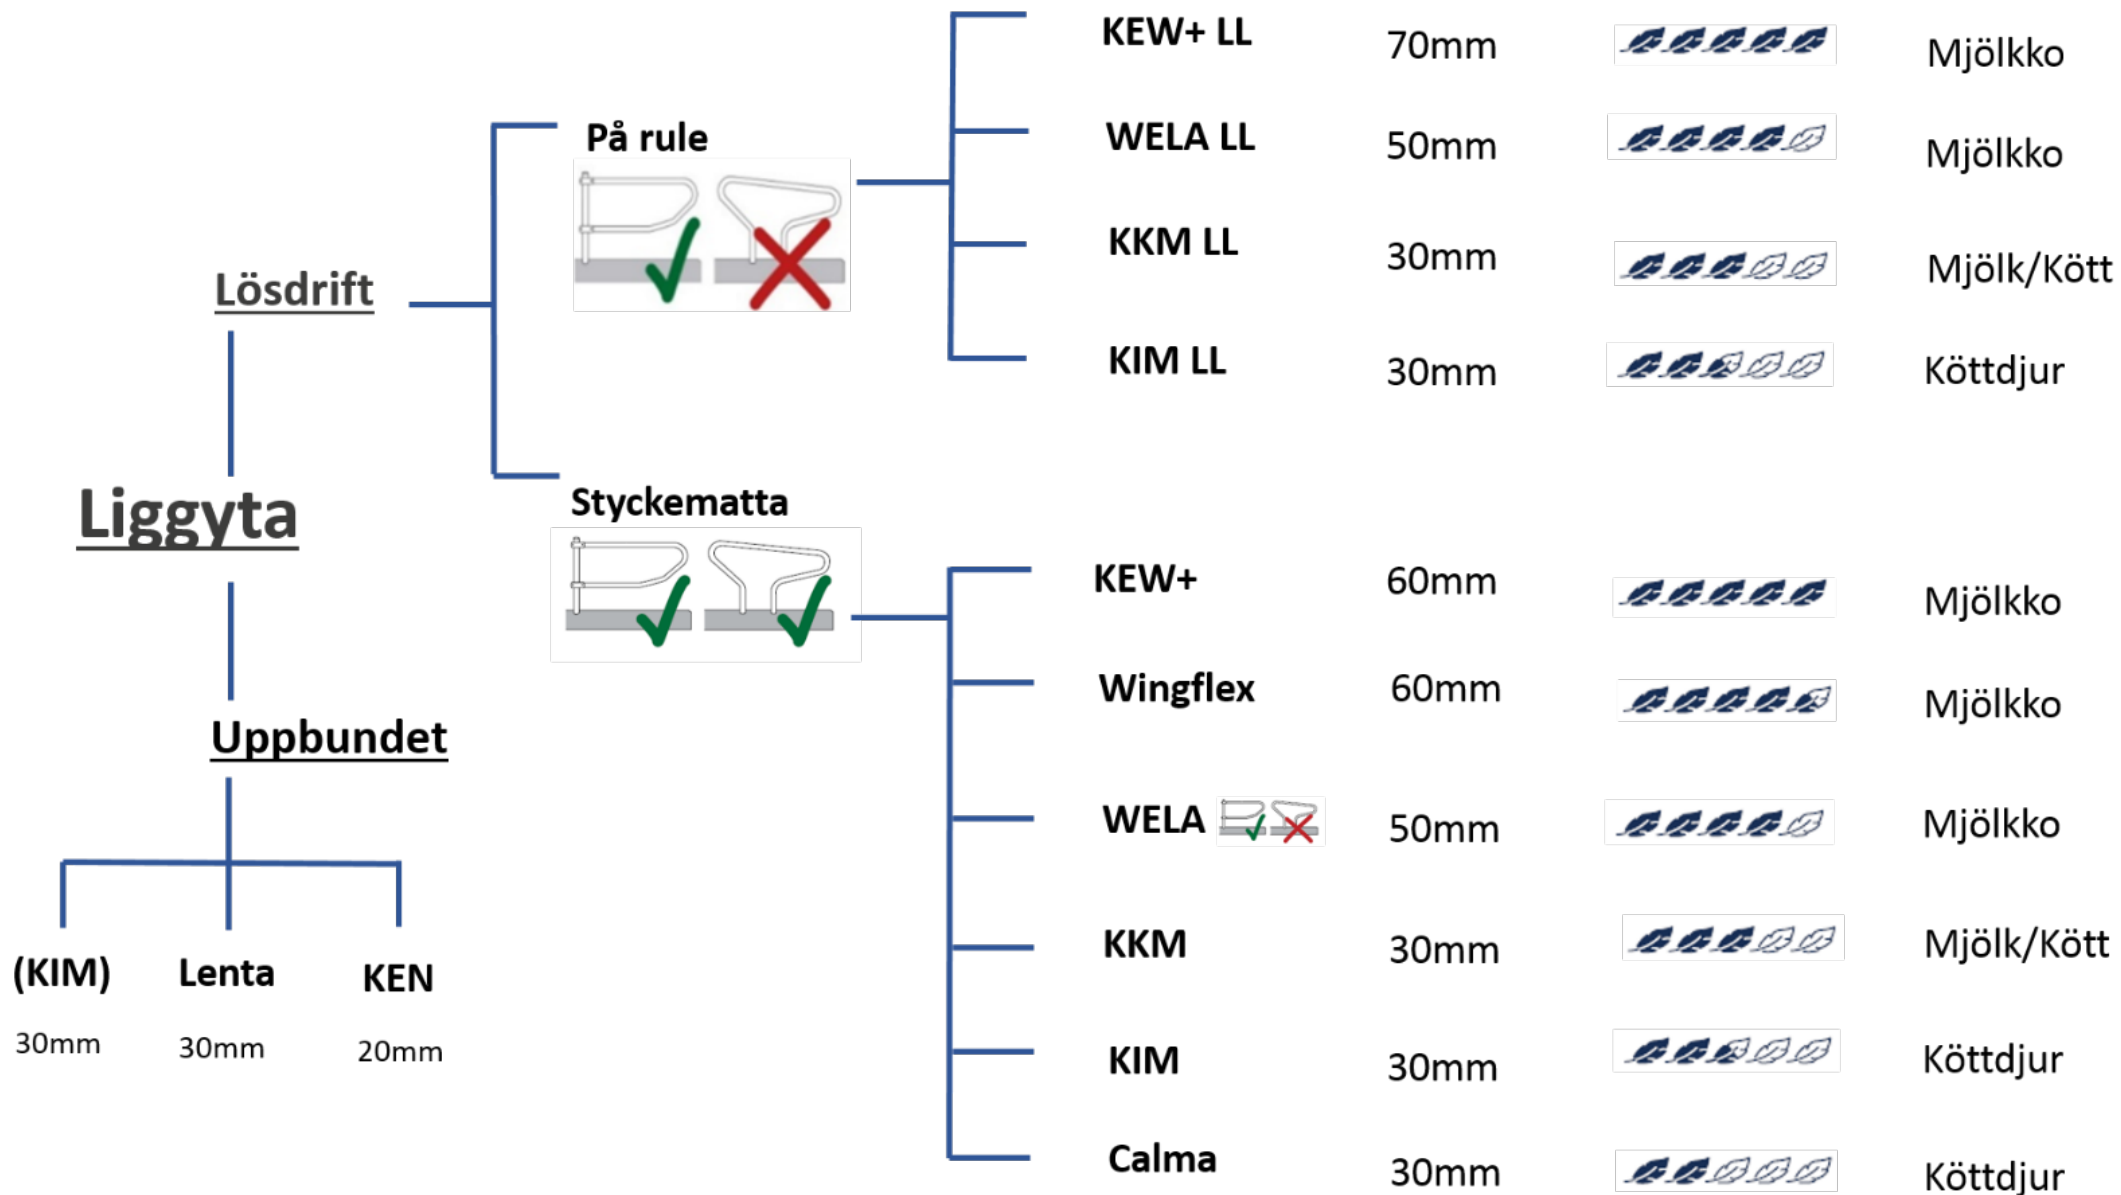 Liggyta
Lösdrift
På rule
KEW+ LL 70mm Mjölkko
WELA LL 50mm Mjölkko
KKM LL 30mm Mjölk/Kött
KIM LL 30mm Köttdjur
Styckematta
KEW+ 60mm Mjölkko
Wingflex 60mm Mjölkko
WELA 50mm Mjölkko
KKM 30mm Mjölk/Kött
KIM 30mm Köttdjur
Calma 30mm Köttdjur
Uppbundet
(KIM) Lenta KEN
30mm 30mm 20mm